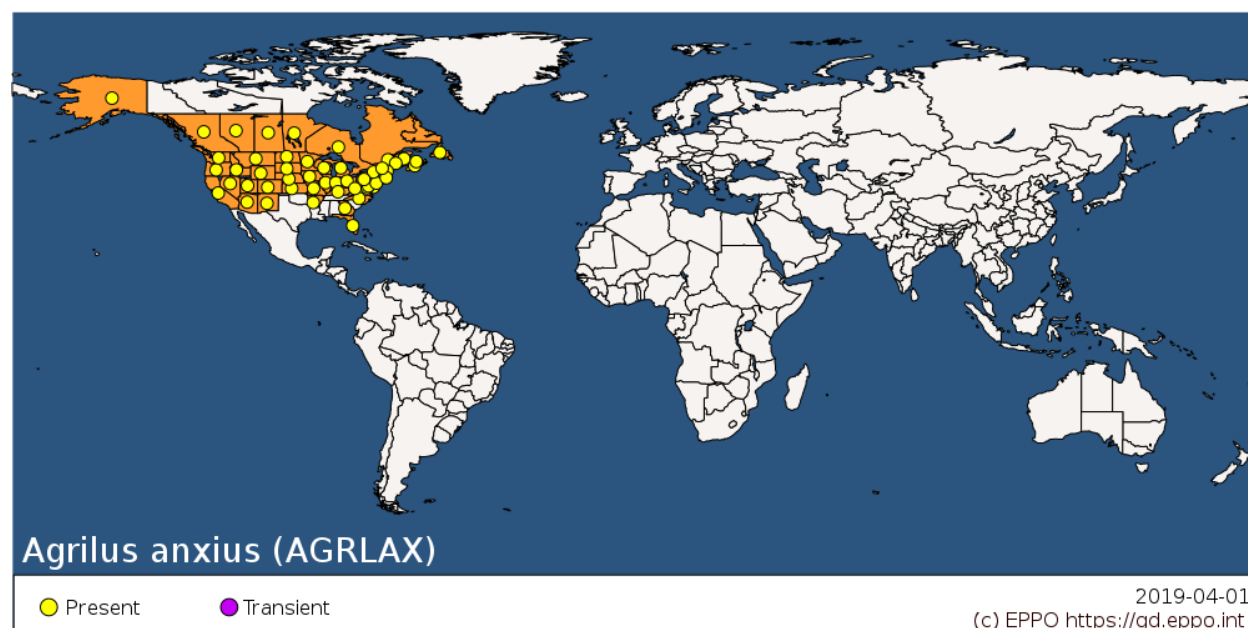 Agrilus anxius (AGRLAX)
Present
Transient
2019-04-01
(c) EPPO https://gd.eppo.int